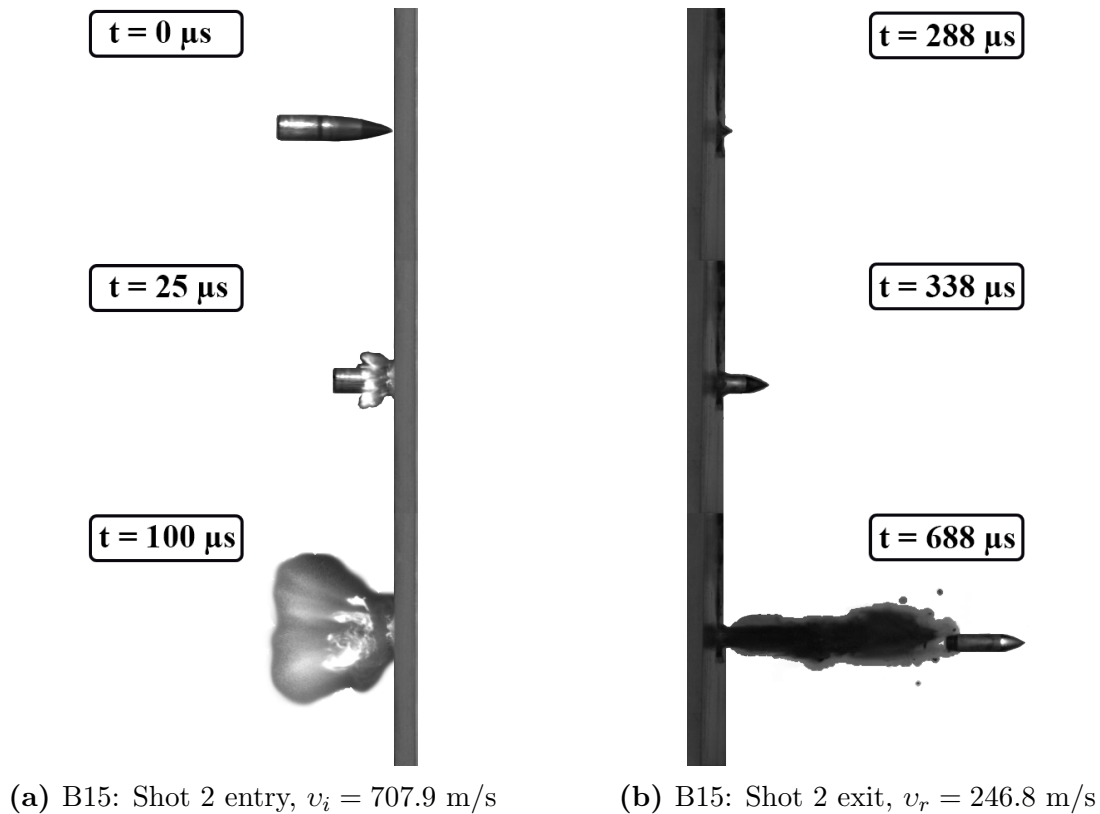 t = 0 µs
t = 288 µs
t = 25 µs
t = 338 µs
t = 100 µs
t = 688 µs
(a) B15: Shot 2 entry, v_i = 707.9 m/s
(b) B15: Shot 2 exit, v_r = 246.8 m/s